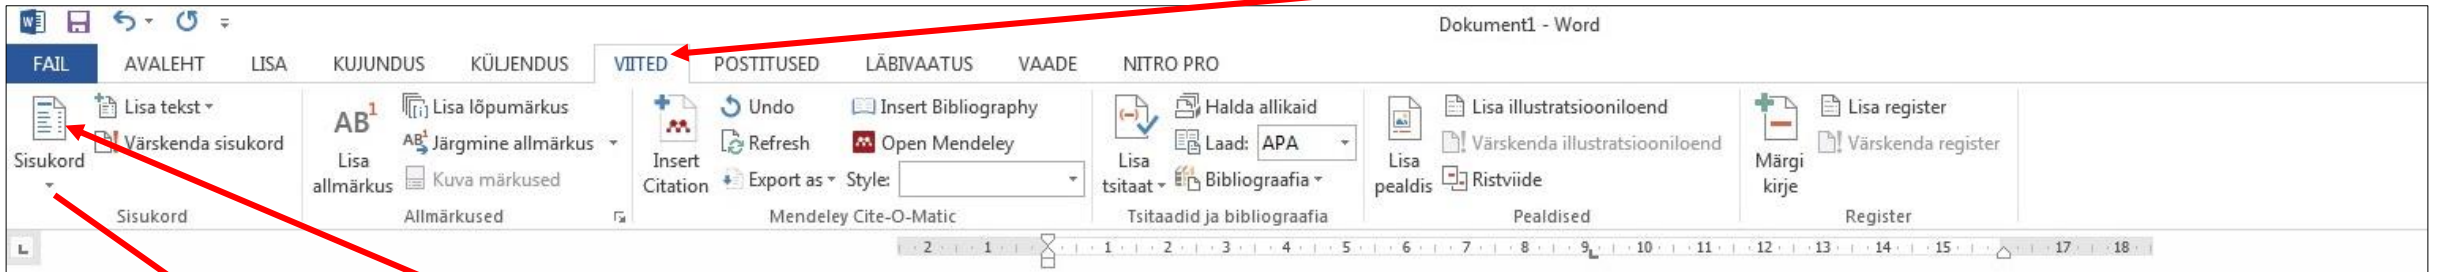 Dokument1 - Word
FAIL AVALEHT LISA KUJUNDUS KÜLJENDUS VIITED POSTITUSED LÄBIVAATUS VAADE NITRO PRO
Sisukord
Lisa tekst
Värskenda sisukord
Sisukord
AB1
Lisa
allmärkus
Lisa lõpumärkus
Järgmine allmärkus
Kuva märkused
Allmärkused
Insert
Citation
Undo
Refresh
Export as
Insert Bibliography
Open Mendeley
Style:
Mendeley Cite-O-Matic
Lisa
tsitaat
Halda allikaid
Laad: APA
Bibliograafia
Tsitaadid ja bibliograafia
Lisa
pealdis
Lisa illustratsiooniloend
Värskenda illustratsiooniloend
Ristviide
Pealdised
Märgi
kirje
Lisa register
Värskenda register
Register
2 1 1 2 3 4 5 6 7 8 9 10 11 12 13 14 15 17 18